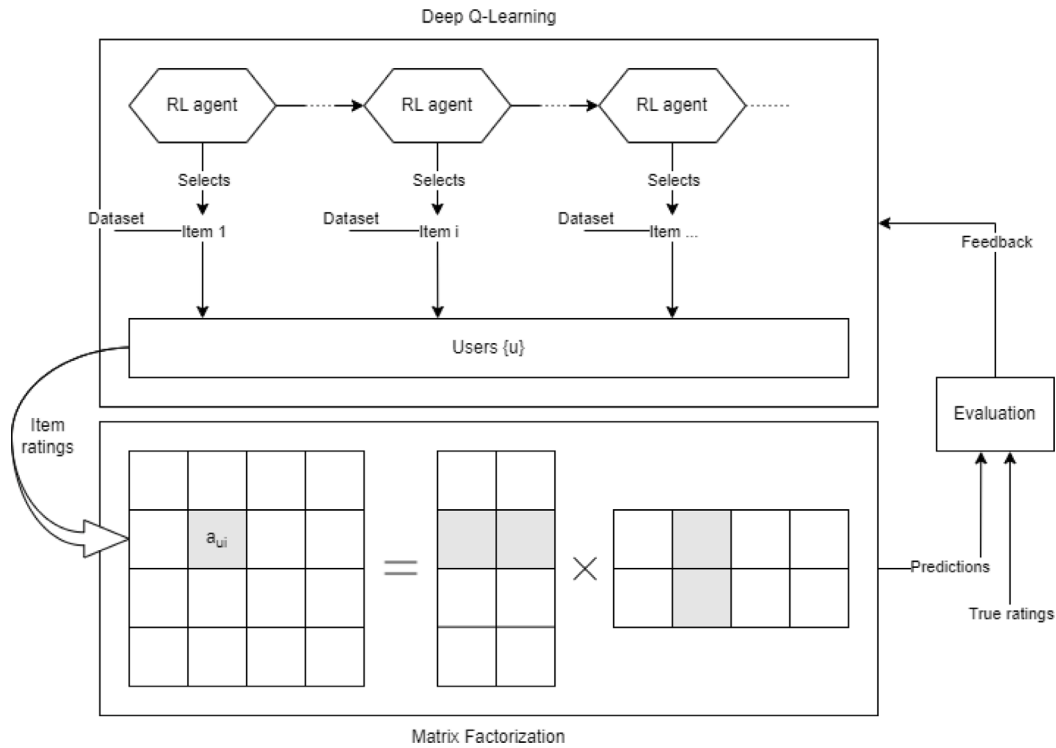 Deep Q-Learning
RL agent
RL agent
RL agent
Selects
Selects
Selects
Dataset
Item 1
Dataset
Item i
Dataset
Item ...
Feedback
Users {u}
Evaluation
Item
ratings
a_ui
=
×
Predictions
True ratings
Matrix Factorization